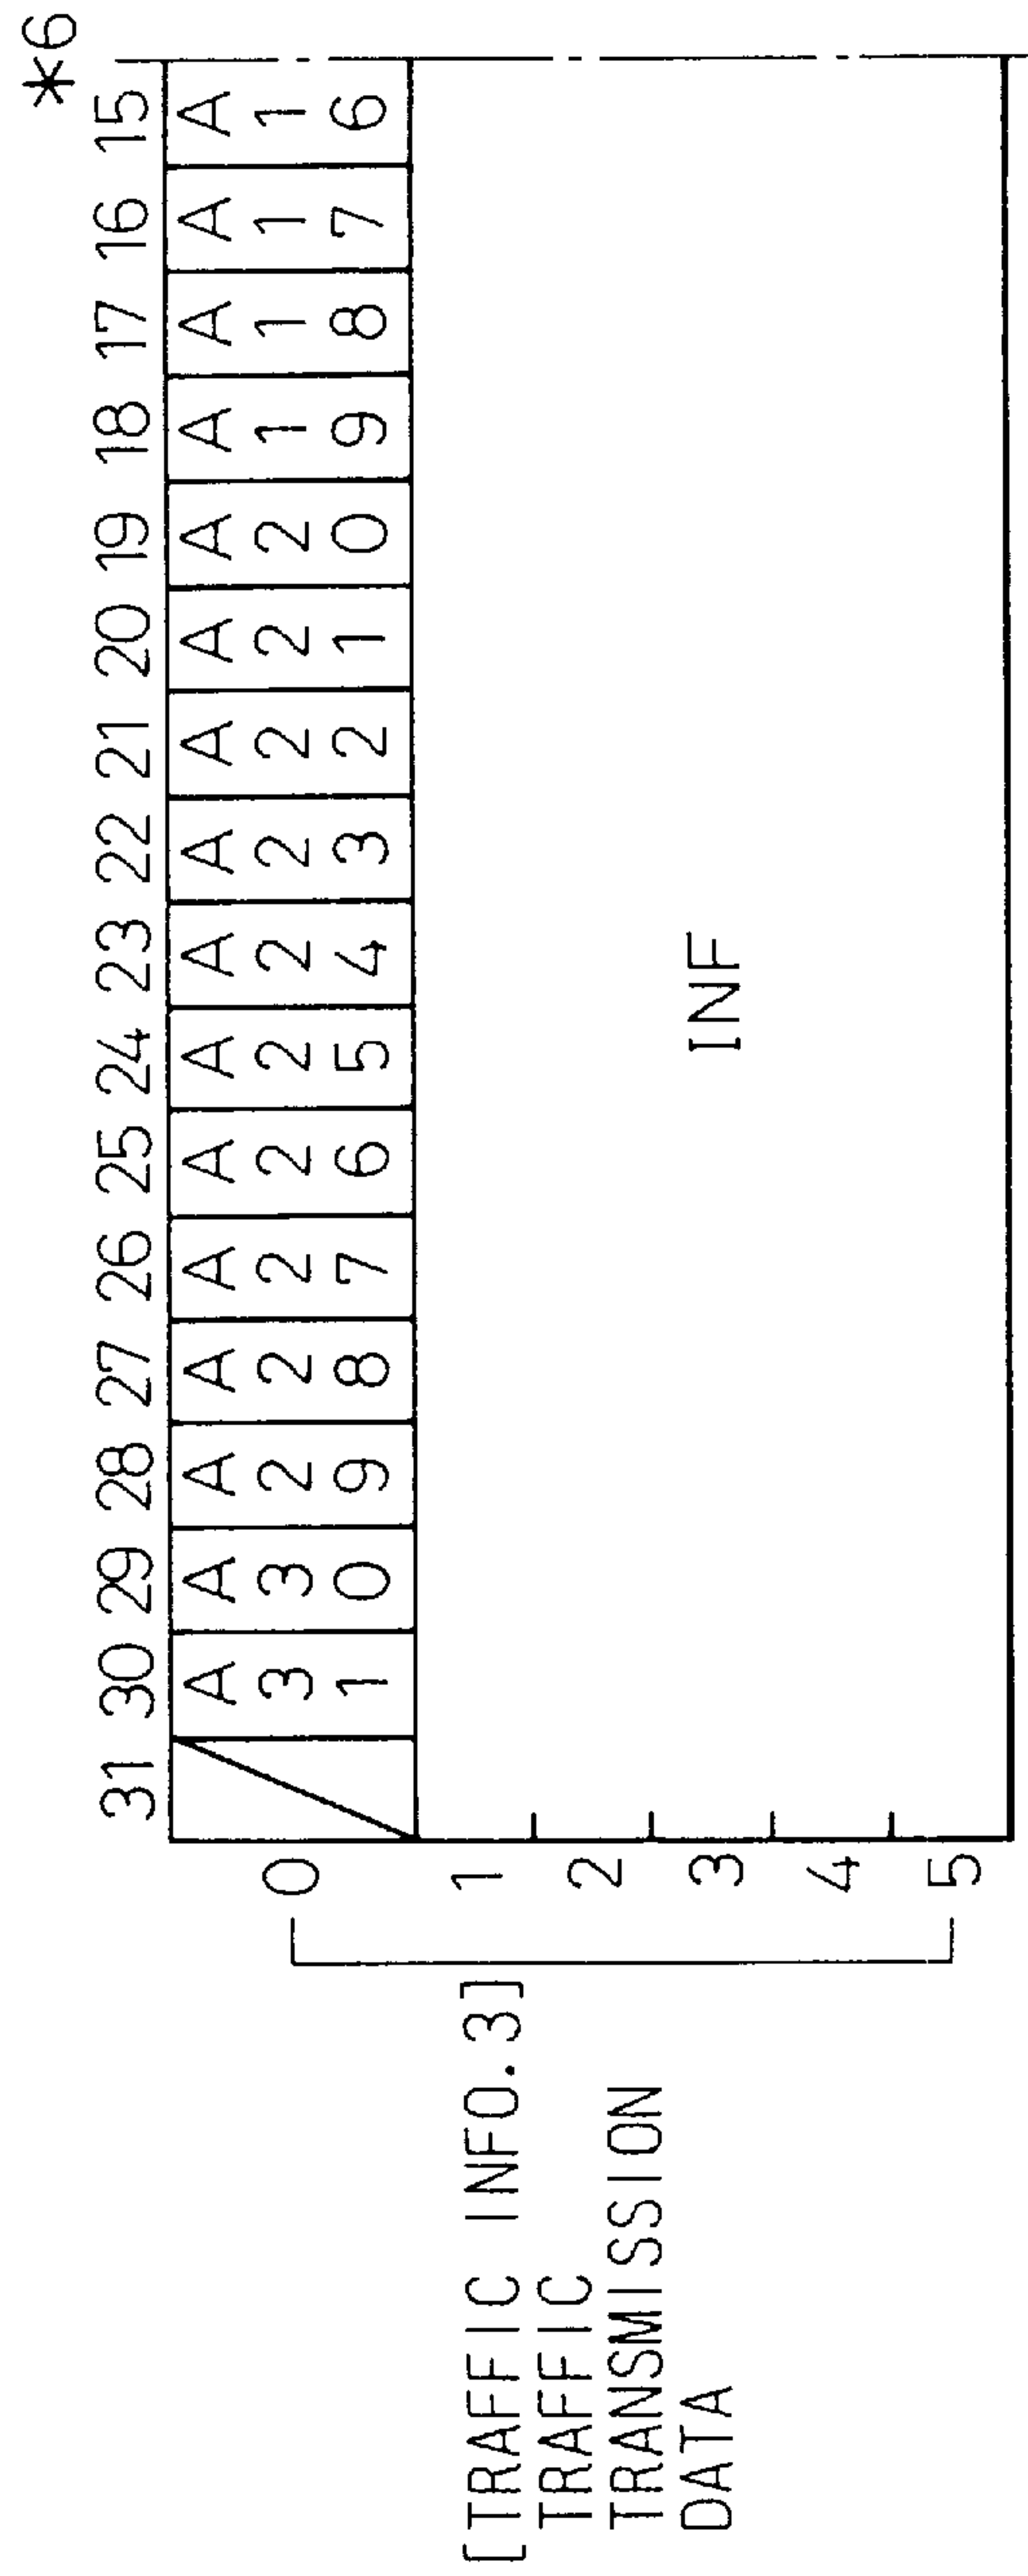 *6
31 30 29 28 27 26 25 24 23 22 21 20 19 18 17 16 15
0 A31 A30 A29 A28 A27 A26 A25 A24 A23 A22 A21 A20 A19 A18 A17 A16
[TRAFFIC INFO.3]
TRAFFIC
TRANSMISSION
DATA
1
2
3
4
5
INF